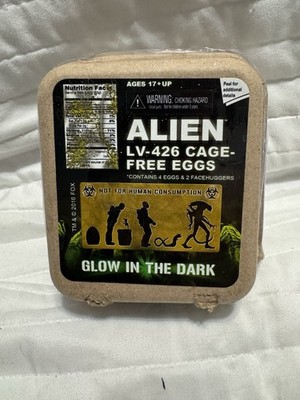 AGES 17+UP
Nutrition Facts
WARNING: CHOKING HAZARD
Peel for
additional
details
ALIEN
LV-426 CAGE-
FREE EGGS
*CONTAINS 4 EGGS & 2 FACEHUGGERS
NOT FOR HUMAN CONSUMPTION
TM & © 2016 FOX
GLOW IN THE DARK